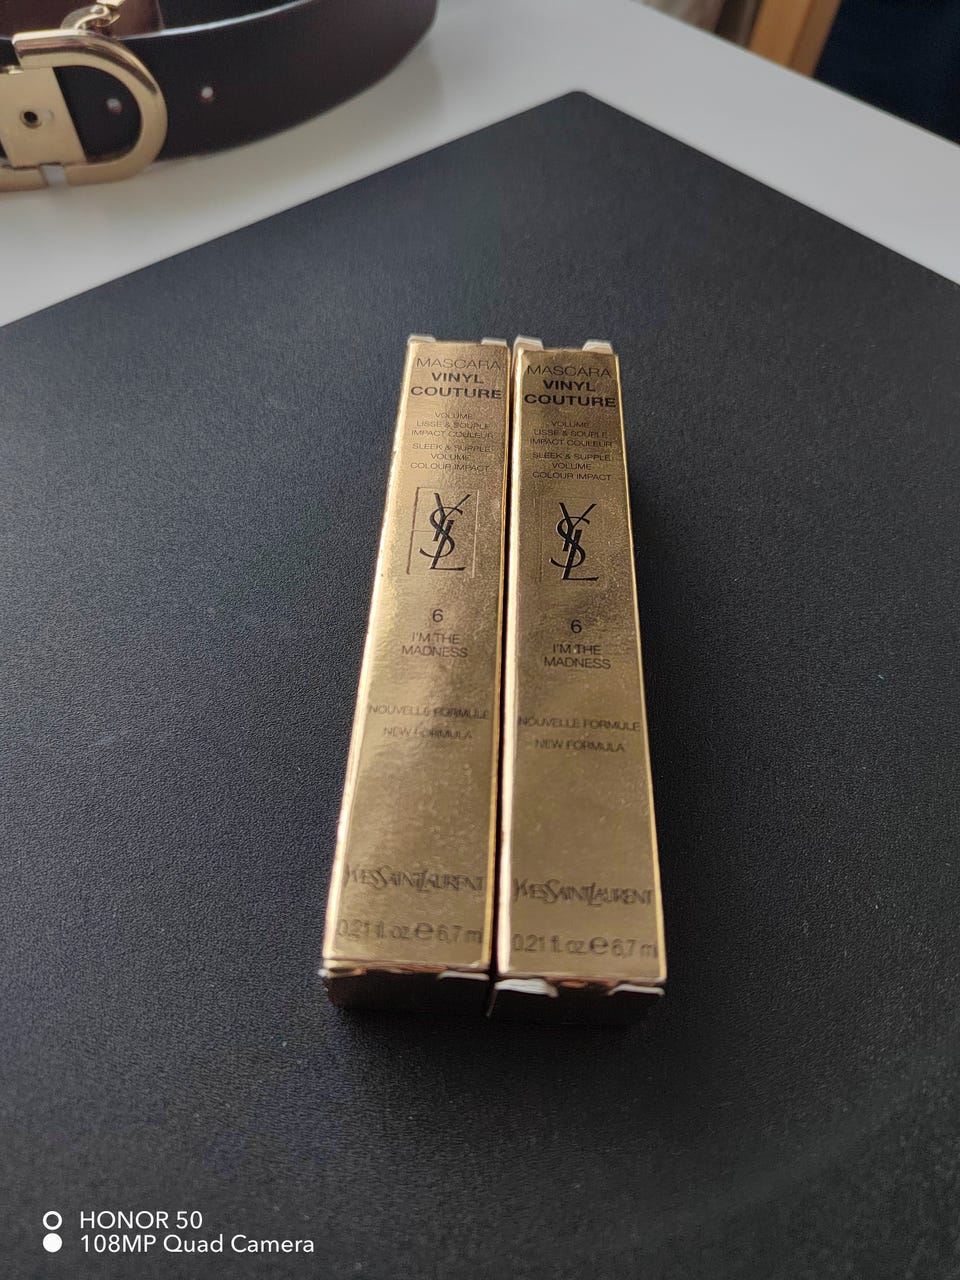 MASCARA
VINYL
COUTURE
VOLUME
LISSE & SOUPLE
IMPACT COULEUR
SLEEK & SUPPLE
VOLUME
COLOUR IMPACT
YSL
6
I'M THE
MADNESS
NOUVELLE FORMULE
NEW FORMULA
YVESSAINTLAURENT
0.21 fl. oz e 6,7 m
MASCARA
VINYL
COUTURE
VOLUME
LISSE & SOUPLE
IMPACT COULEUR
SLEEK & SUPPLE
VOLUME
COLOUR IMPACT
YSL
6
I'M THE
MADNESS
NOUVELLE FORMULE
NEW FORMULA
YVESSAINTLAURENT
0.21 fl. oz e 6,7 ml
HONOR 50
108MP Quad Camera